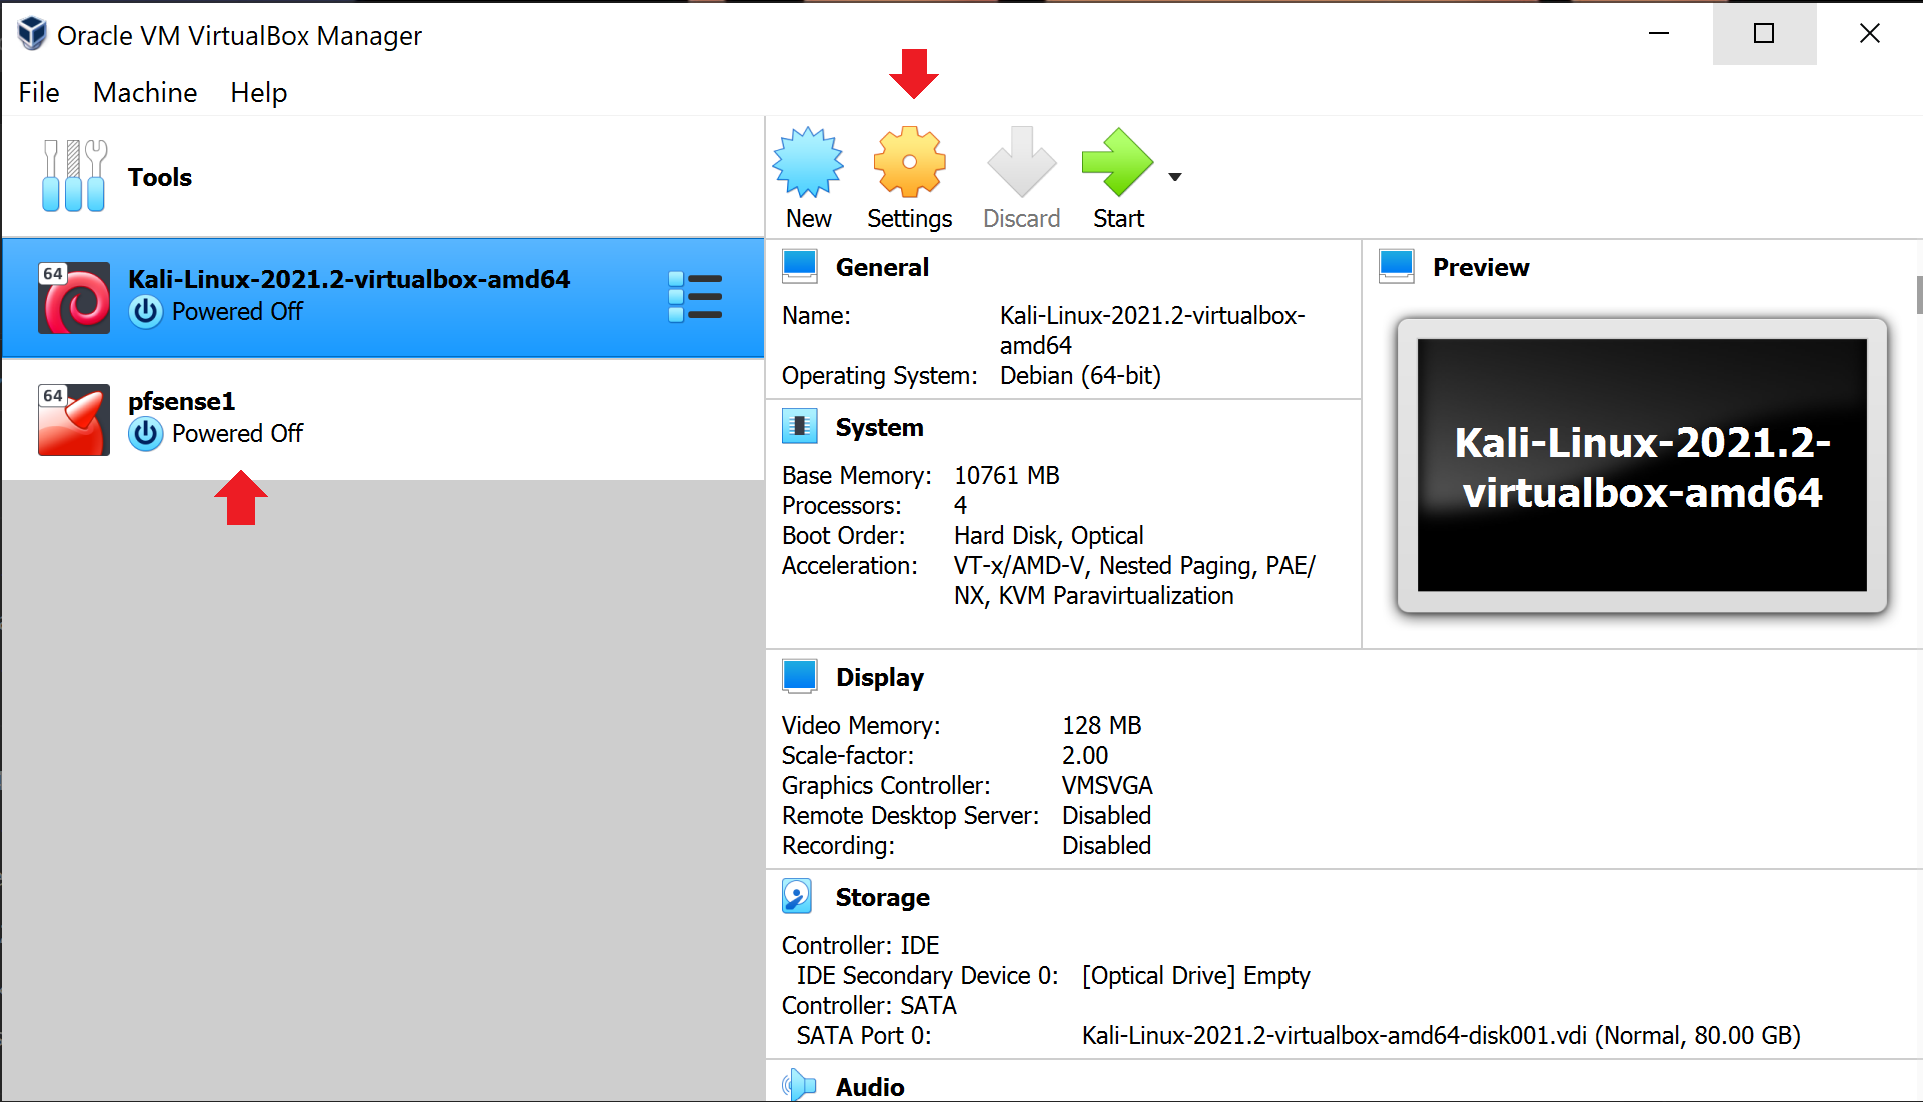 Oracle VM VirtualBox Manager
File Machine Help
Tools
64
Kali-Linux-2021.2-virtualbox-amd64
Powered Off
64
pfsense1
Powered Off
New Settings Discard Start
General
Name: Kali-Linux-2021.2-virtualbox-
amd64
Operating System: Debian (64-bit)
Preview
Kali-Linux-2021.2-
virtualbox-amd64
System
Base Memory: 10761 MB
Processors: 4
Boot Order: Hard Disk, Optical
Acceleration: VT-x/AMD-V, Nested Paging, PAE/
NX, KVM Paravirtualization
Display
Video Memory: 128 MB
Scale-factor: 2.00
Graphics Controller: VMSVGA
Remote Desktop Server: Disabled
Recording: Disabled
Storage
Controller: IDE
IDE Secondary Device 0: [Optical Drive] Empty
Controller: SATA
SATA Port 0: Kali-Linux-2021.2-virtualbox-amd64-disk001.vdi (Normal, 80.00 GB)
Audio